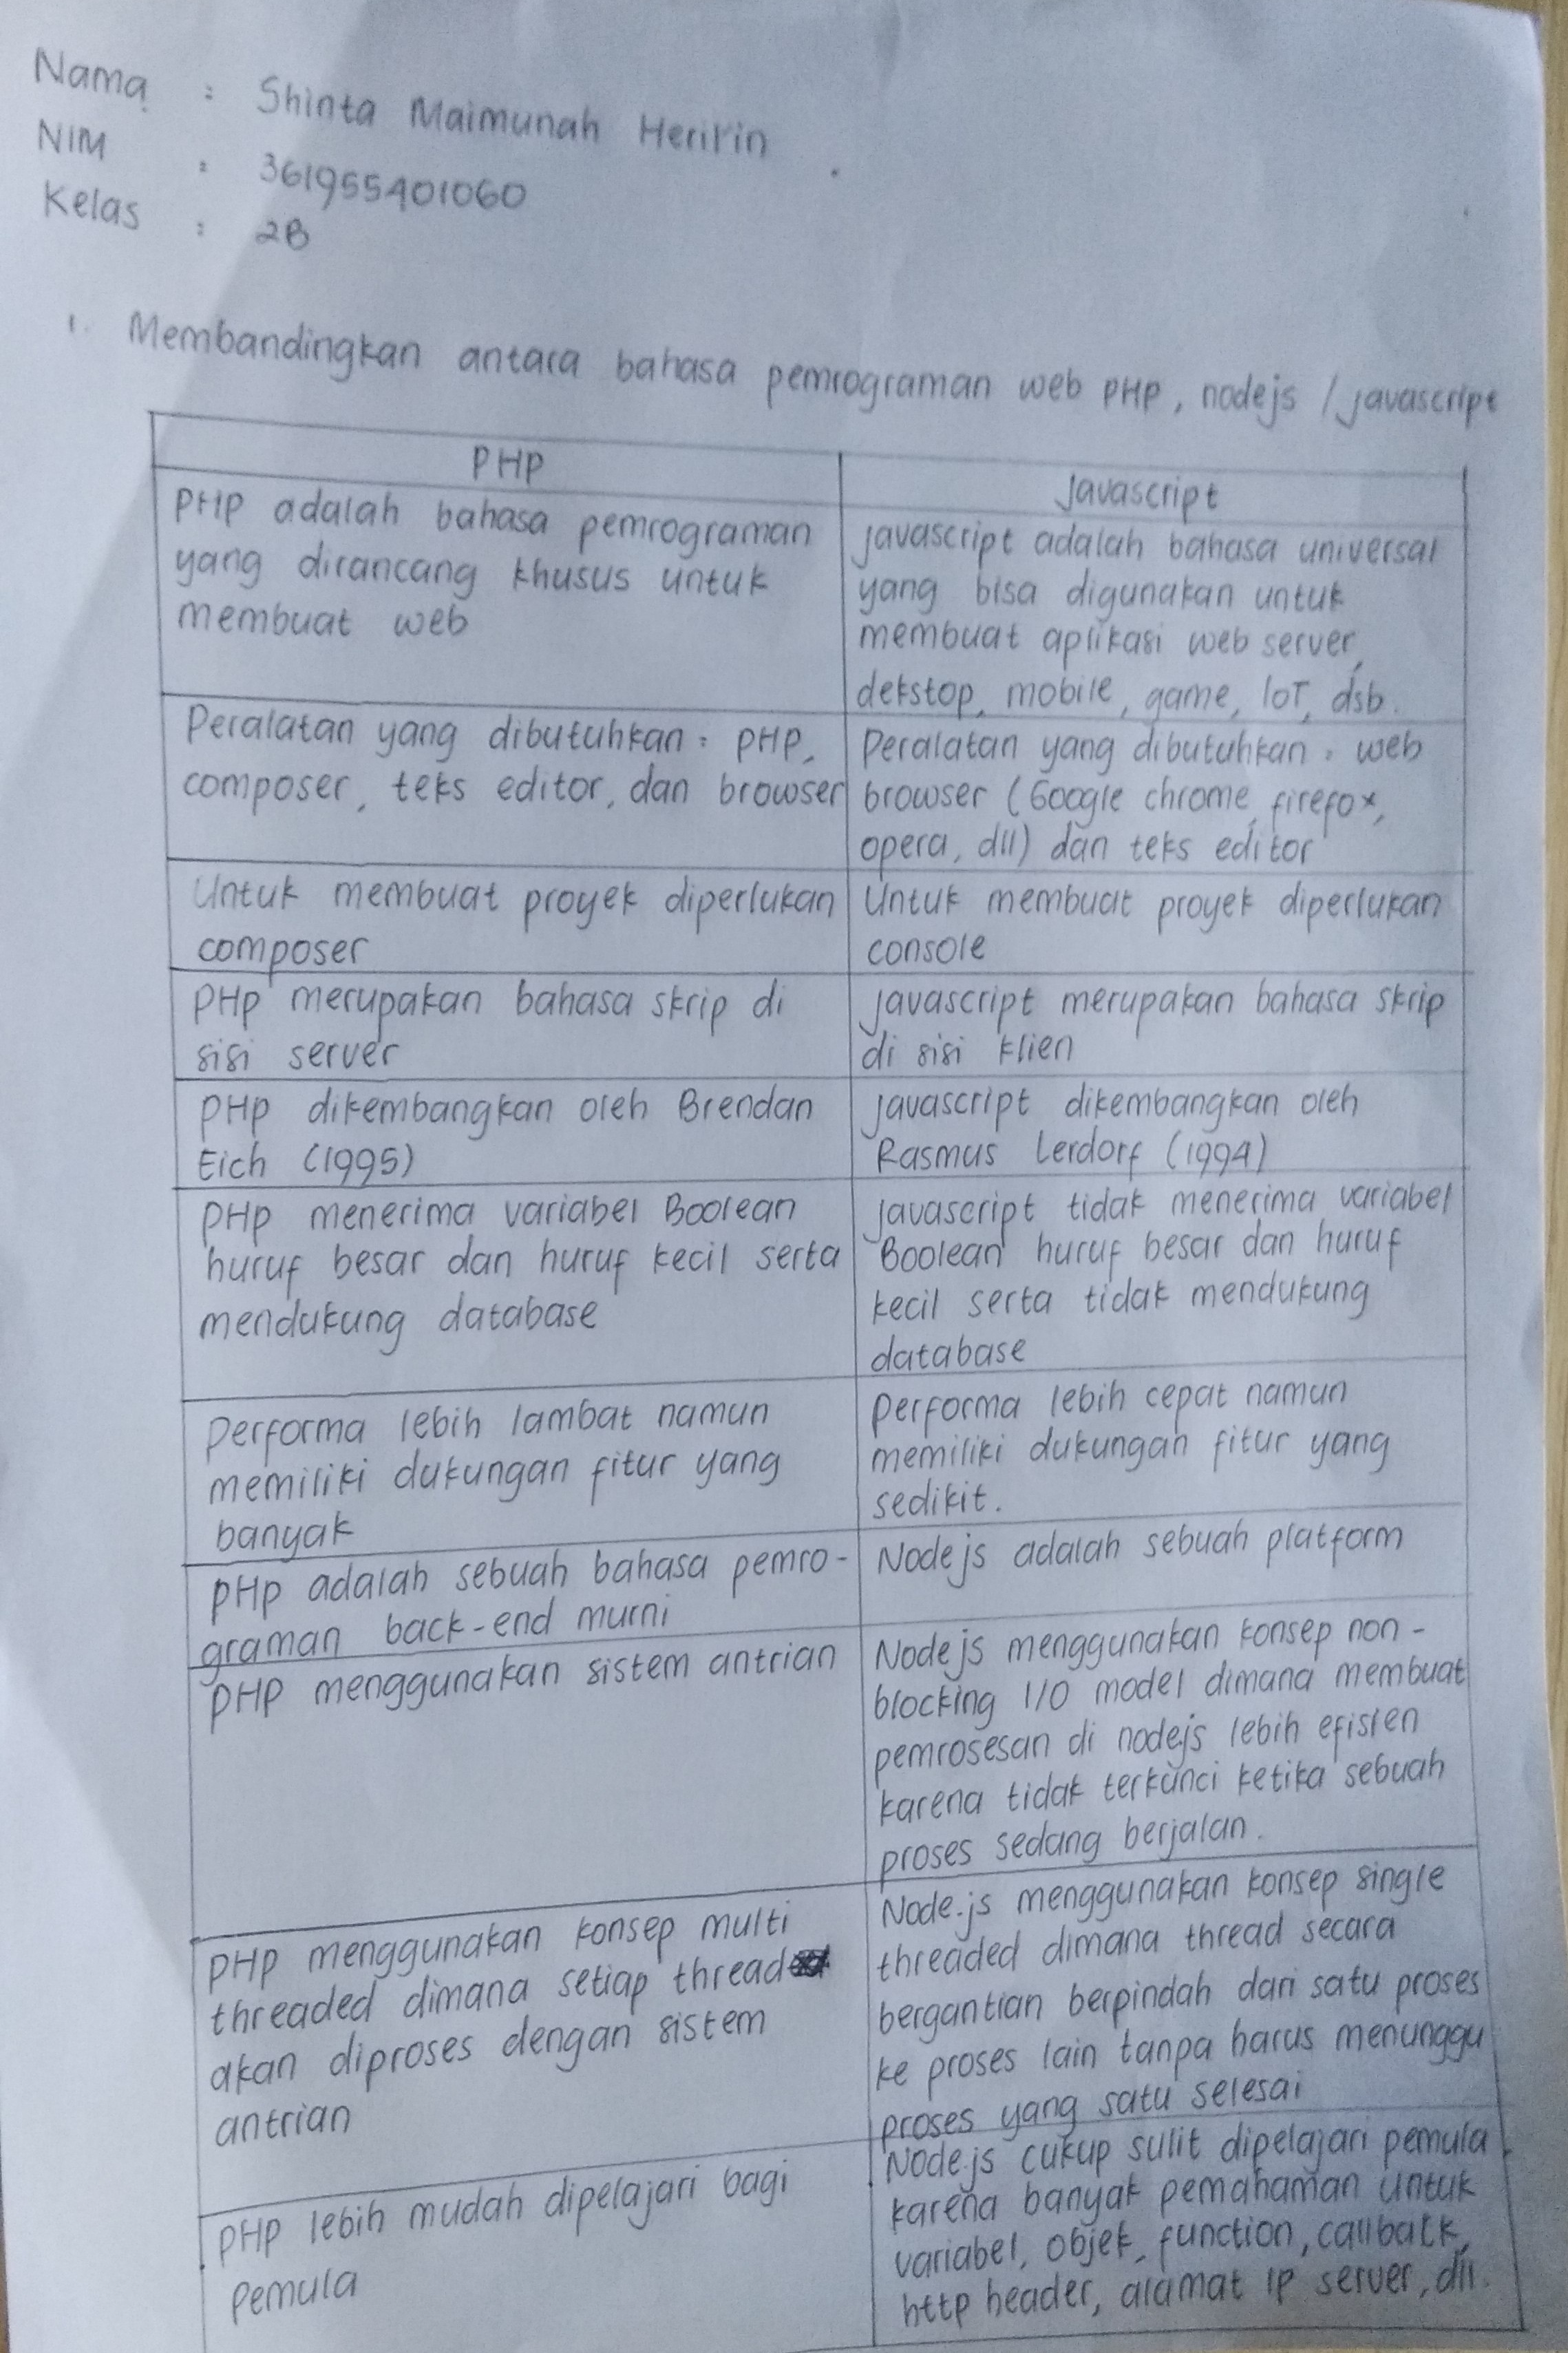 Nama : Shinta Maimunah Herilin
NIM : 361955401060
Kelas : 2B
1. Membandingkan antara bahasa pemrograman web PHP, nodejs / javascript
PHP
PHP adalah bahasa pemrograman
yang dirancang khusus untuk
membuat web
Peralatan yang dibutuhkan : PHP,
composer, teks editor, dan browser
Untuk membuat proyek diperlukan
composer
PHP merupakan bahasa skrip di
sisi server
PHP dikembangkan oleh Brendan
Eich (1995)
PHP menerima variabel Boolean
huruf besar dan huruf kecil serta
mendukung database
Performa lebih lambat namun
memiliki dukungan fitur yang
banyak
PHP adalah sebuah bahasa pemro-
graman back-end murni
PHP menggunakan sistem antrian
PHP menggunakan konsep multi
threaded dimana setiap thread
akan diproses dengan sistem
antrian
PHP lebih mudah dipelajari bagi
pemula
Javascript
javascript adalah bahasa universal
yang bisa digunakan untuk
membuat aplikasi web server,
dekstop, mobile, game, IoT, dsb.
Peralatan yang dibutuhkan : web
browser (Google chrome, firefox,
opera, dll) dan teks editor
Untuk membuat proyek diperlukan
console
javascript merupakan bahasa skrip
di sisi klien
javascript dikembangkan oleh
Rasmus Lerdorf (1994)
javascript tidak menerima variabel
Boolean huruf besar dan huruf
kecil serta tidak mendukung
database
performa lebih cepat namun
memiliki dukungan fitur yang
sedikit.
Nodejs adalah sebuah platform
Nodejs menggunakan konsep non-
blocking I/O model dimana membuat
pemrosesan di nodejs lebih efisien
karena tidak terkunci ketika sebuah
proses sedang berjalan.
Node.js menggunakan konsep single
threaded dimana thread secara
bergantian berpindah dari satu proses
ke proses lain tanpa harus menunggu
proses yang satu selesai
Node.js cukup sulit dipelajari pemula
karena banyak pemahaman untuk
variabel, objek, function, callback,
http header, alamat IP server, dll.